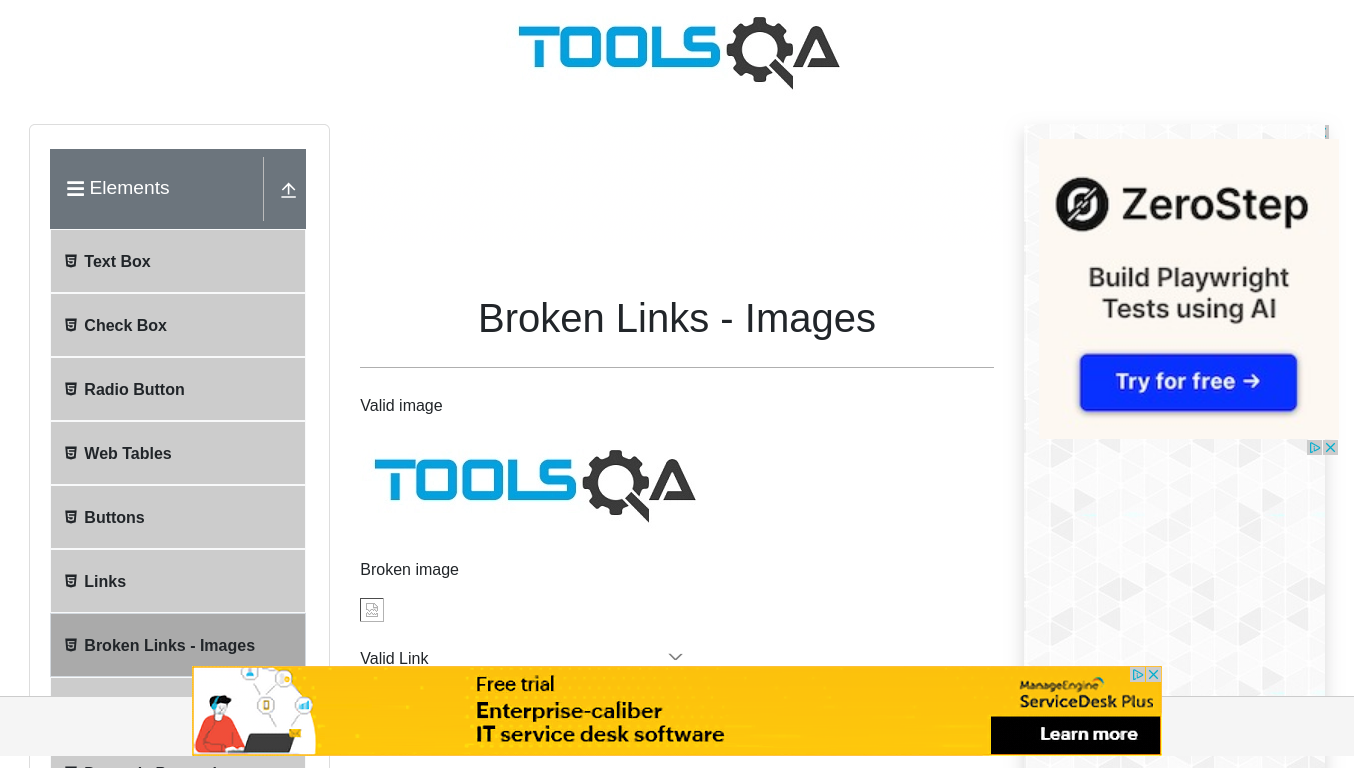 TOOLSQA
Elements
Text Box
Check Box
Radio Button
Web Tables
Buttons
Links
Broken Links - Images
Broken Links - Images
Valid image
TOOLSQA
Broken image
Valid Link
ZeroStep
Build Playwright
Tests using AI
Try for free →
Free trial
Enterprise-caliber
IT service desk software
ManageEngine
ServiceDesk Plus
Learn more